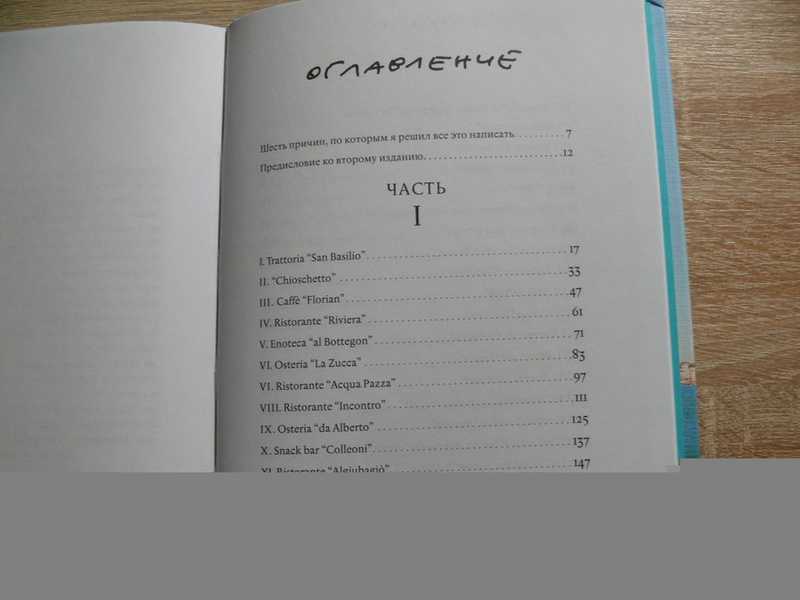 ОГЛАВЛЕНИЕ
Шесть причин, по которым я решил все это написать..........7
Предисловие ко второму изданию..........12
ЧАСТЬ
I
I. Trattoria “San Basilio”..........17
II. “Chioschetto”..........33
III. Caffè “Florian”..........47
IV. Ristorante “Riviera”..........61
V. Enoteca “al Bottegon”..........71
VI. Osteria “La Zucca”..........83
VI. Ristorante “Acqua Pazza”..........97
VIII. Ristorante “Incontro”..........111
IX. Osteria “da Alberto”..........125
X. Snack bar “Colleoni”..........137
XI. Ristorante “Algiubagiò”..........147